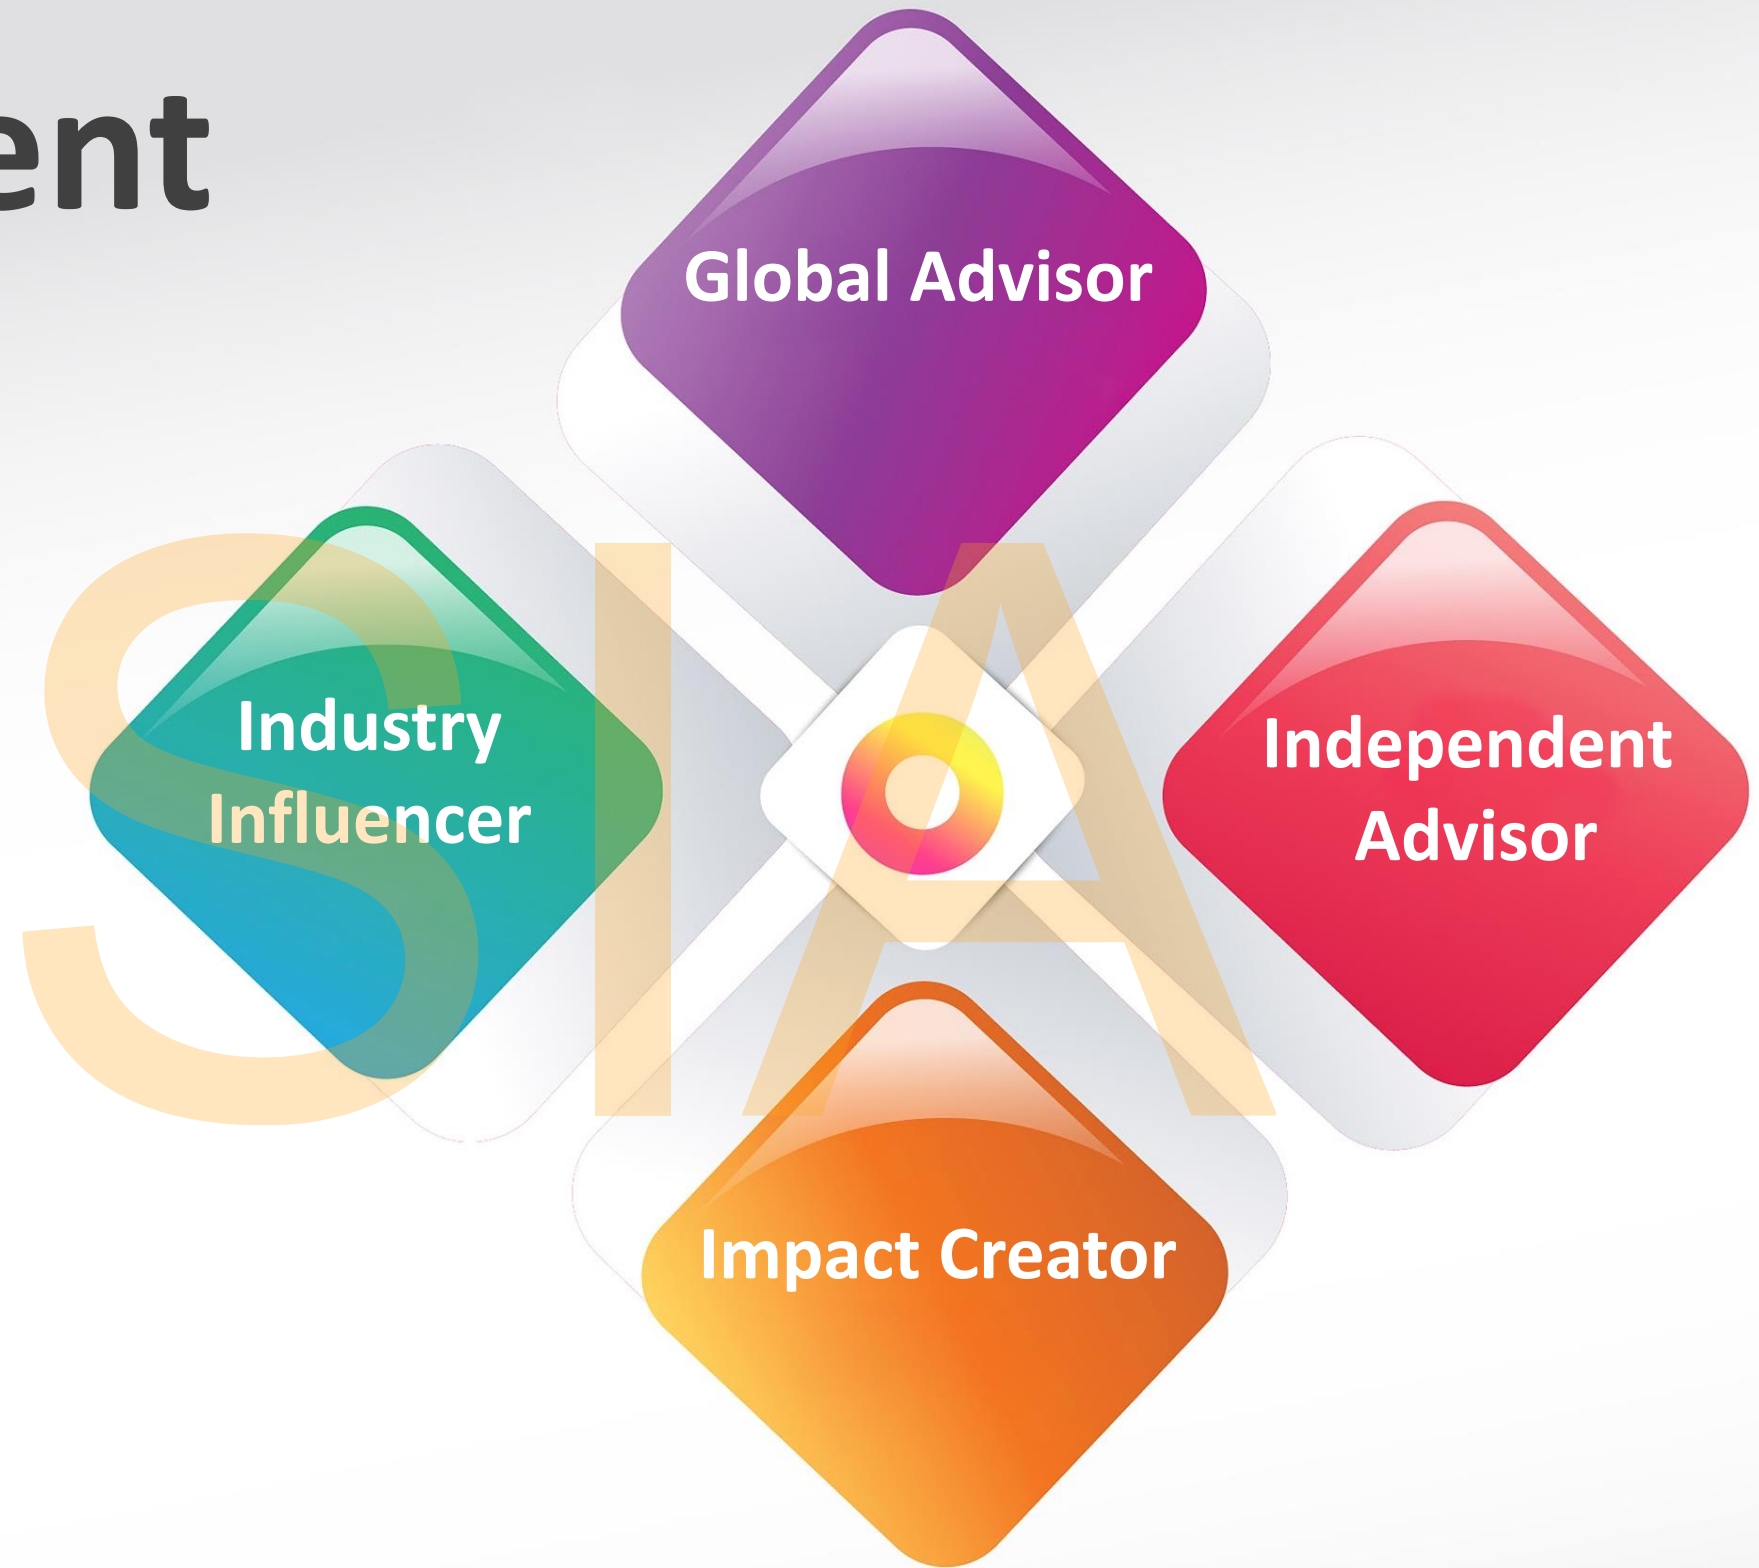 ent
Global Advisor
Industry
Influencer
Independent
Advisor
Impact Creator
SIA